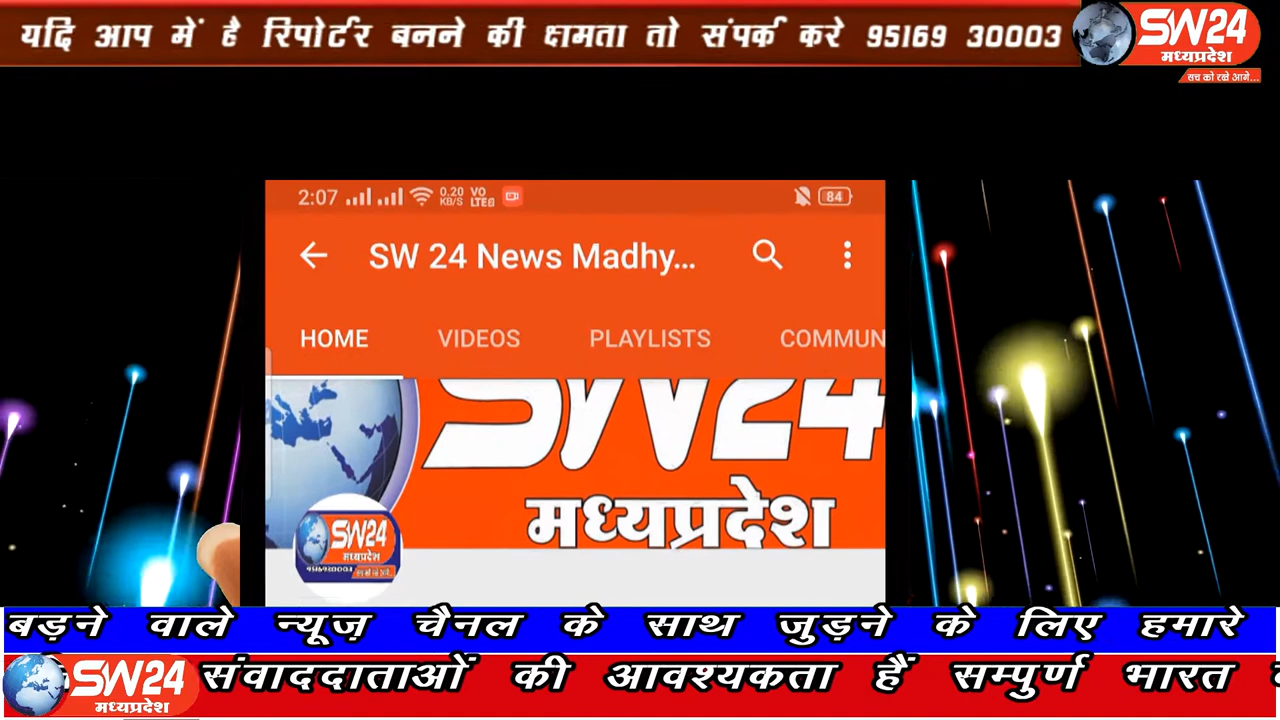 यदि आप में है रिपोर्टर बनने की क्षमता तो संपर्क करे 95169 30003
SW24
मध्यप्रदेश
सच को रखे आगे...
2:07 0.20 KB/S VO LTE 84
SW 24 News Madhy...
HOME VIDEOS PLAYLISTS COMMUN
SW24
मध्यप्रदेश
SW24
मध्यप्रदेश
9516930003
बड़ने वाले न्यूज़ चैनल के साथ जुड़ने के लिए हमारे
SW24
मध्यप्रदेश
संवाददाताओं की आवश्यकता हैं सम्पुर्ण भारत